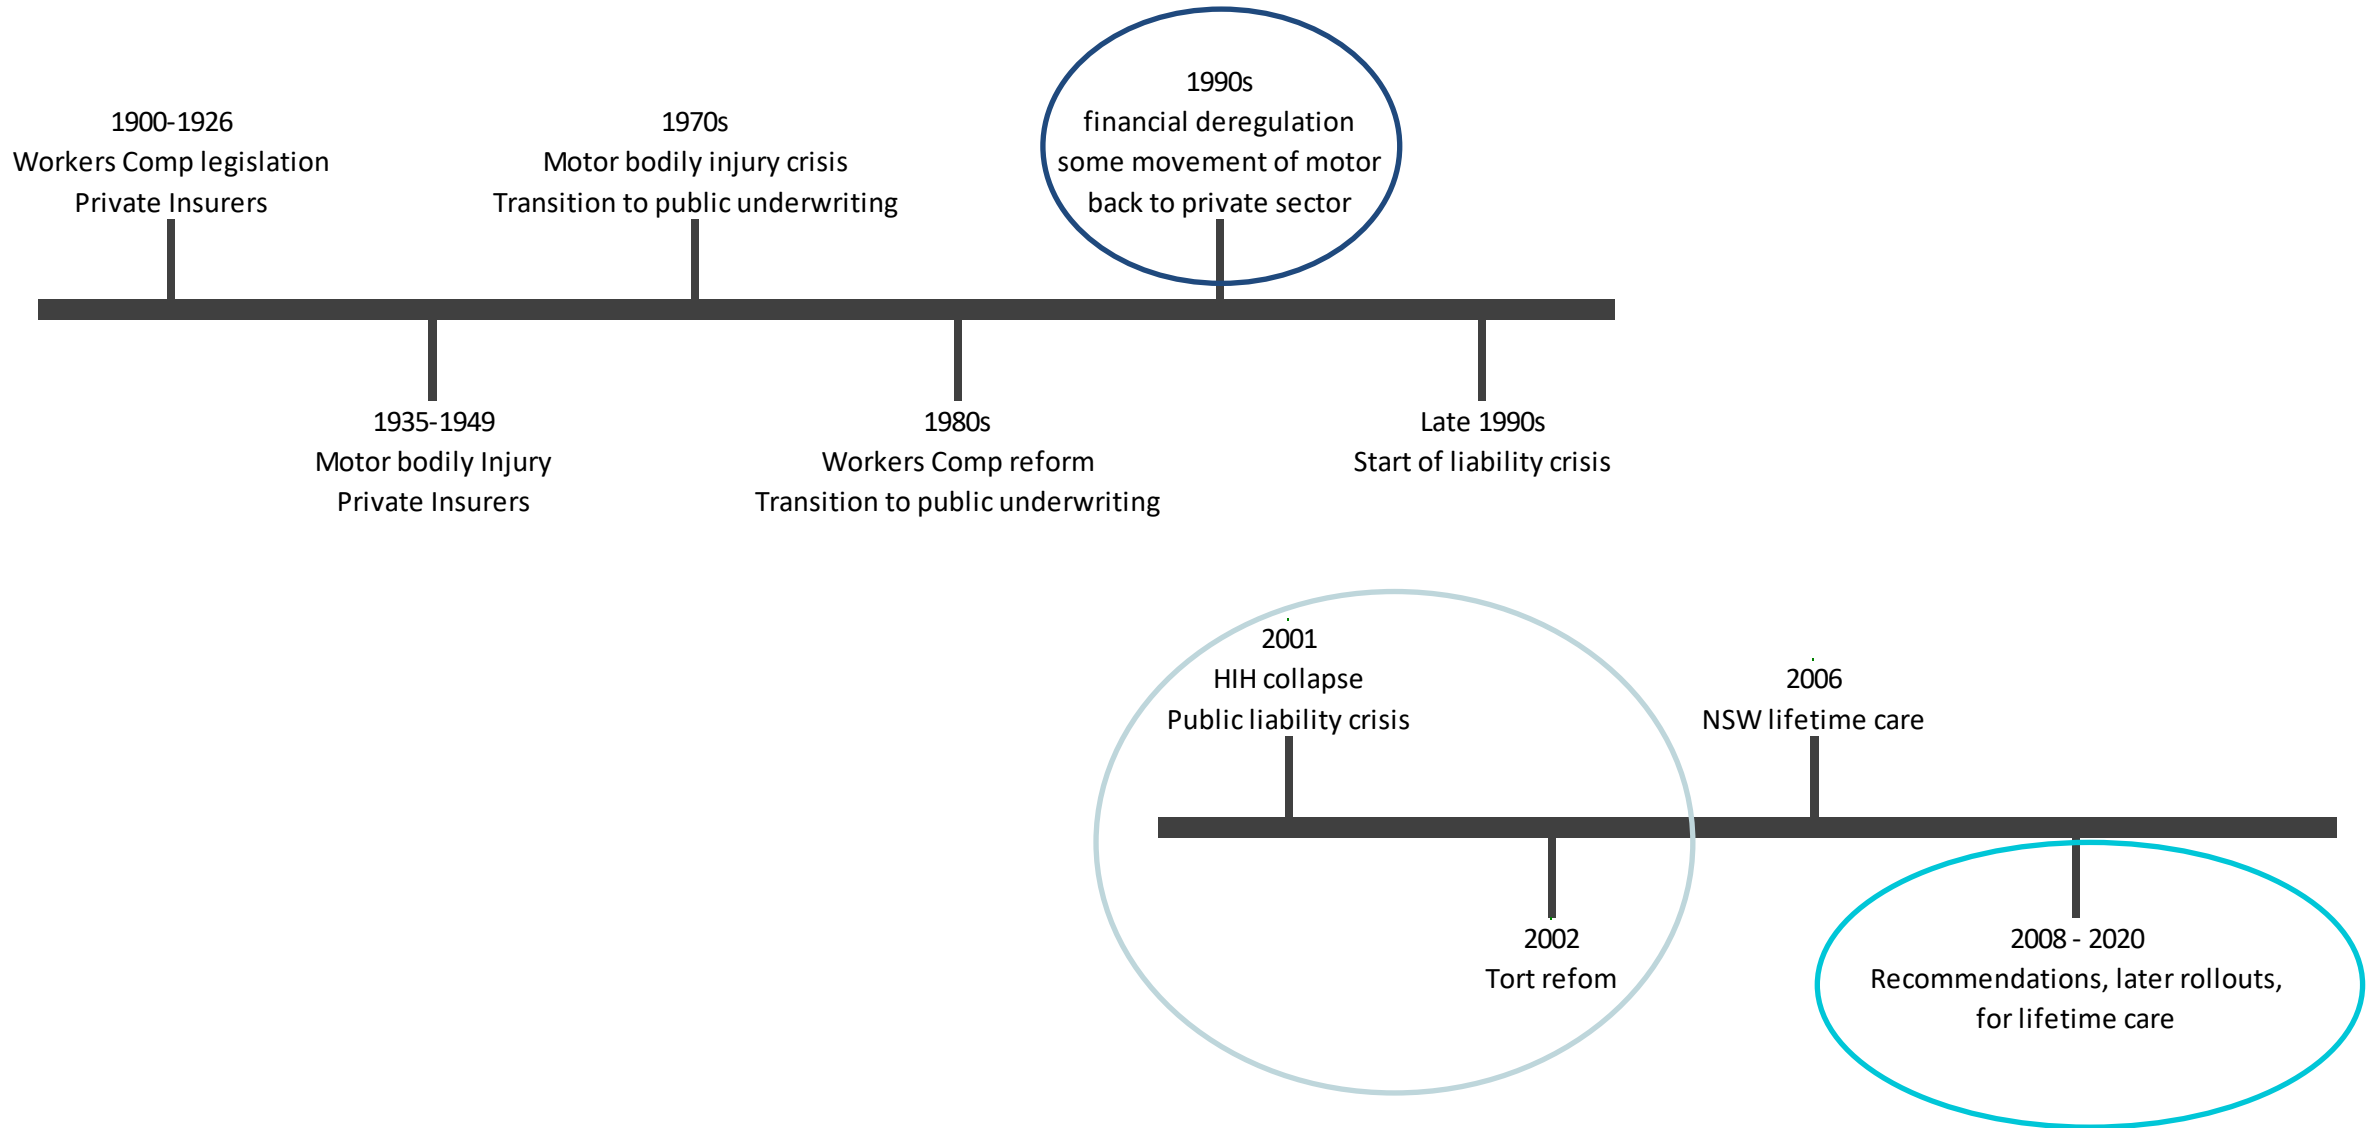 1900-1926
Workers Comp legislation
Private Insurers
1935-1949
Motor bodily Injury
Private Insurers
1970s
Motor bodily injury crisis
Transition to public underwriting
1980s
Workers Comp reform
Transition to public underwriting
1990s
financial deregulation
some movement of motor
back to private sector
Late 1990s
Start of liability crisis
2001
HIH collapse
Public liability crisis
2002
Tort refom
2006
NSW lifetime care
2008 - 2020
Recommendations, later rollouts,
for lifetime care